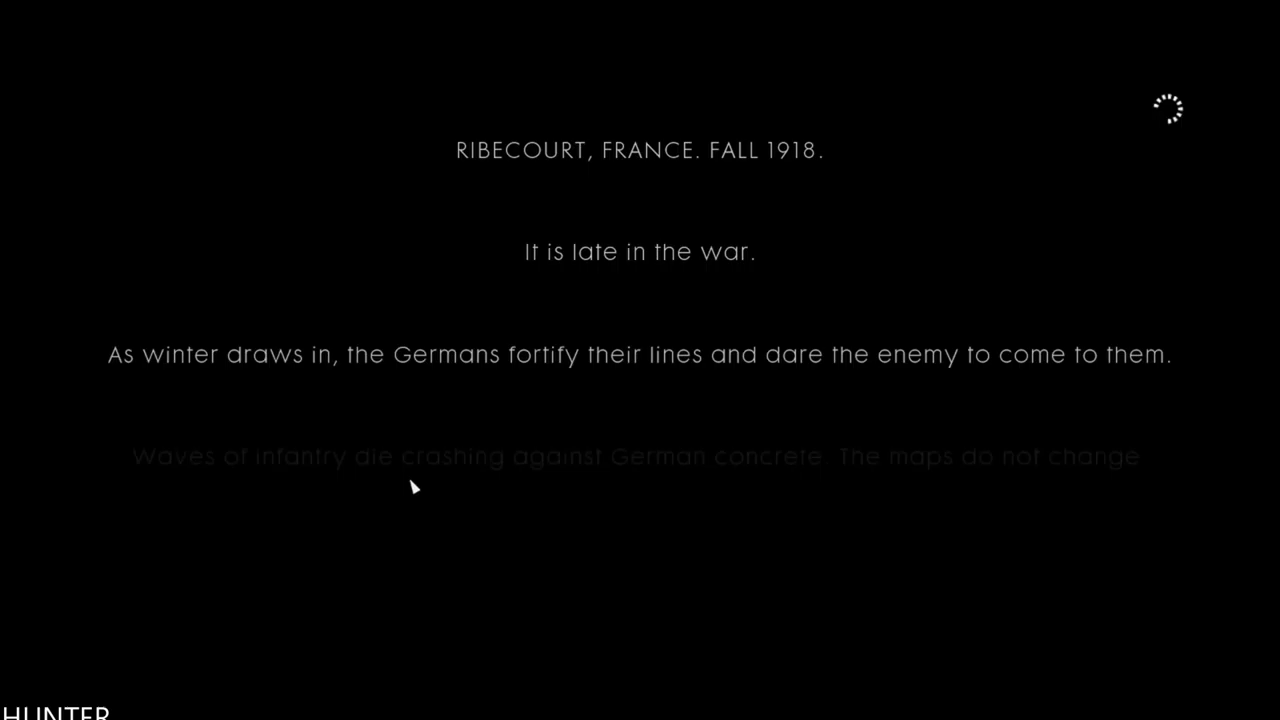 RIBECOURT, FRANCE. FALL 1918.
It is late in the war.
As winter draws in, the Germans fortify their lines and dare the enemy to come to them.
Waves of infantry die crashing against German concrete. The maps do not change
HUNTER